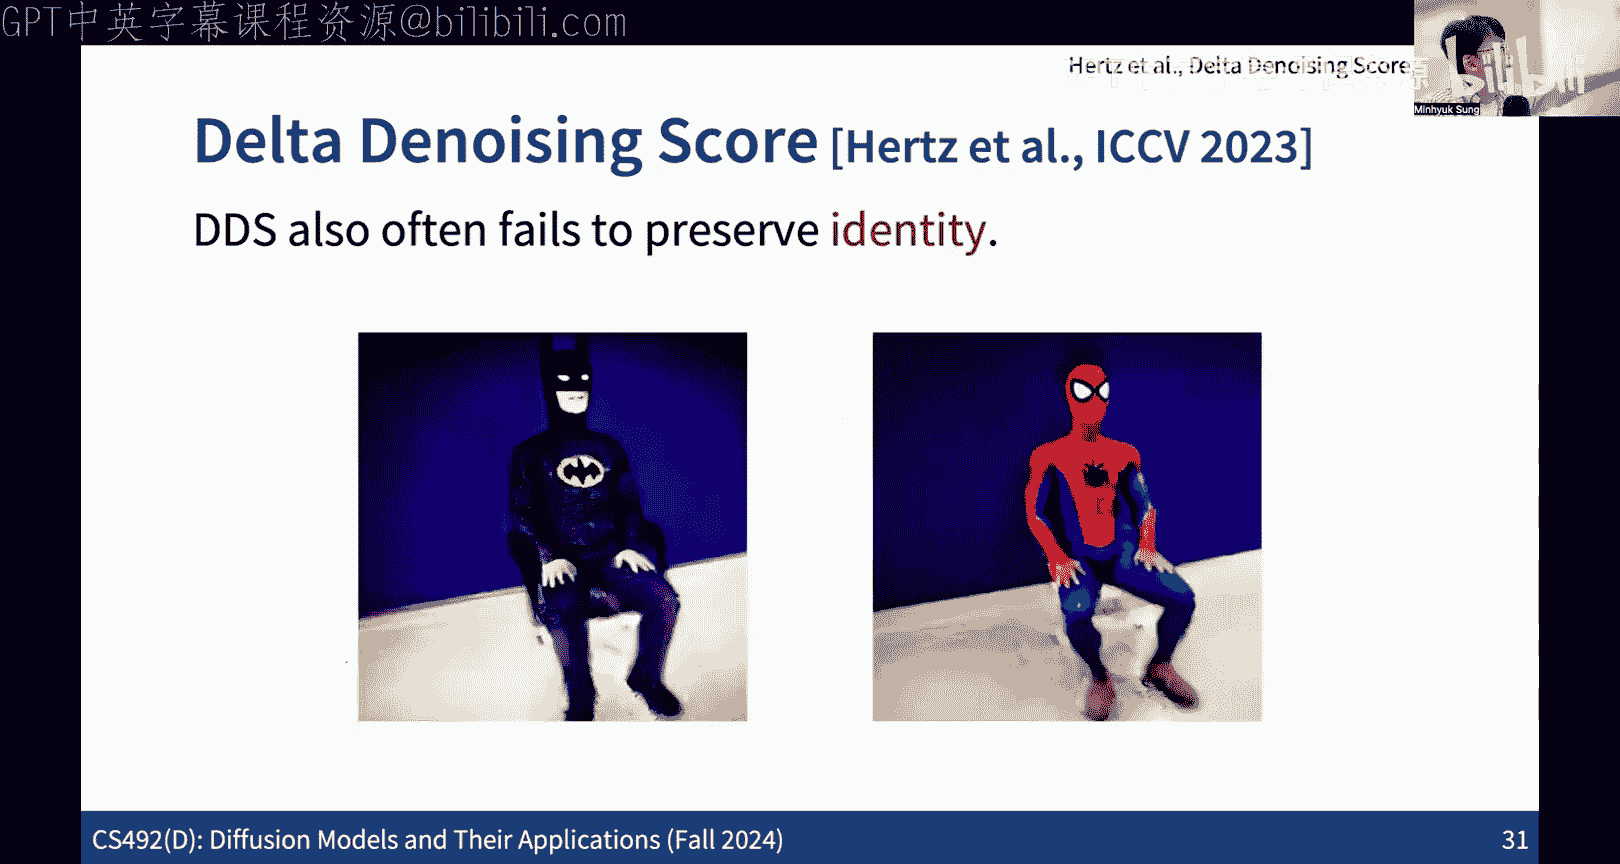 GPT中英字幕课程资源@bilibili.com
Hertz et al., Delta Denoising Score
bilibili
Minhyuk Sung
Delta Denoising Score [Hertz et al., ICCV 2023]
DDS also often fails to preserve identity.
CS492(D): Diffusion Models and Their Applications (Fall 2024)
31